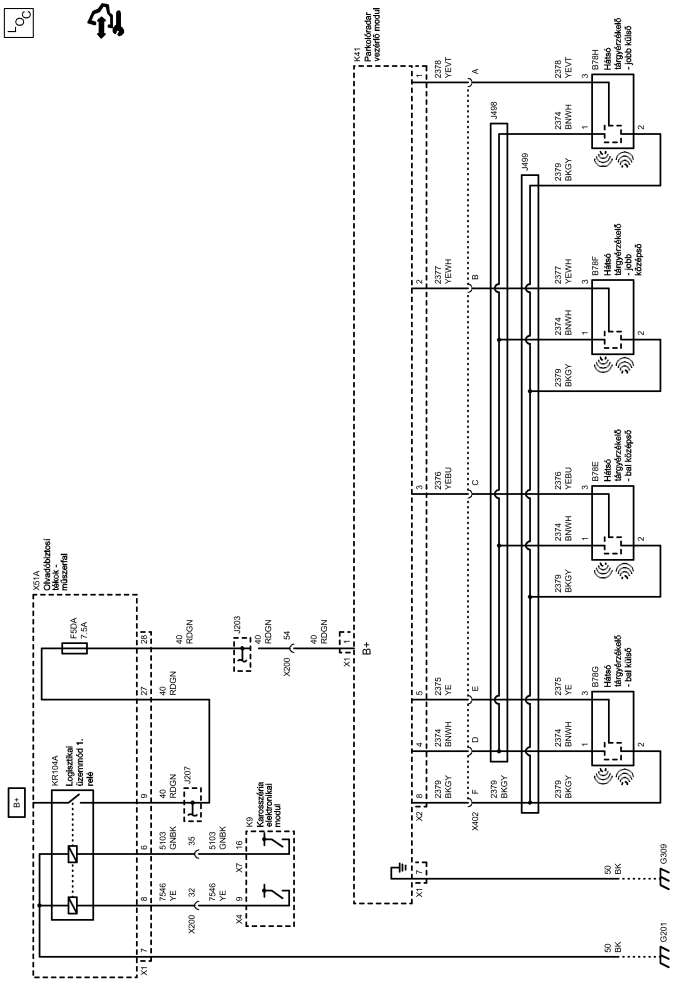 LOC
B+
KR104A
Logisztikai
üzemmód 1.
relé
X51A
Olvadóbiztosí
tékok -
műszerfal
F5DA
7.5A
X1
7
8
6
9
27
28
7546
YE
5103
GNBK
40
RDGN
40
RDGN
40
RDGN
X200
32
35
J207
J203
7546
YE
5103
GNBK
40
RDGN
X200
54
40
RDGN
X4
9
X7
16
K9
Karosszéria
elektronikai
modul
X1
1
B+
K41
Parkolóradar
vezérlő modul
X1
7
X2
8
4
5
3
2
1
2379
BKGY
2374
BNWH
2375
YE
2376
YEBU
2377
YEWH
2378
YEVT
X402
F
D
E
C
B
A
2379
BKGY
J498
J499
2379
BKGY
2374
BNWH
2375
YE
1
3
2
B78G
Hátsó
tárgyérzékelő
- bal külső
2379
BKGY
2374
BNWH
2376
YEBU
1
3
2
B78E
Hátsó
tárgyérzékelő
- bal középső
2379
BKGY
2374
BNWH
2377
YEWH
1
3
2
B78F
Hátsó
tárgyérzékelő
- jobb
középső
2379
BKGY
2374
BNWH
2378
YEVT
1
3
2
B78H
Hátsó
tárgyérzékelő
- jobb külső
50
BK
G201
50
BK
G309